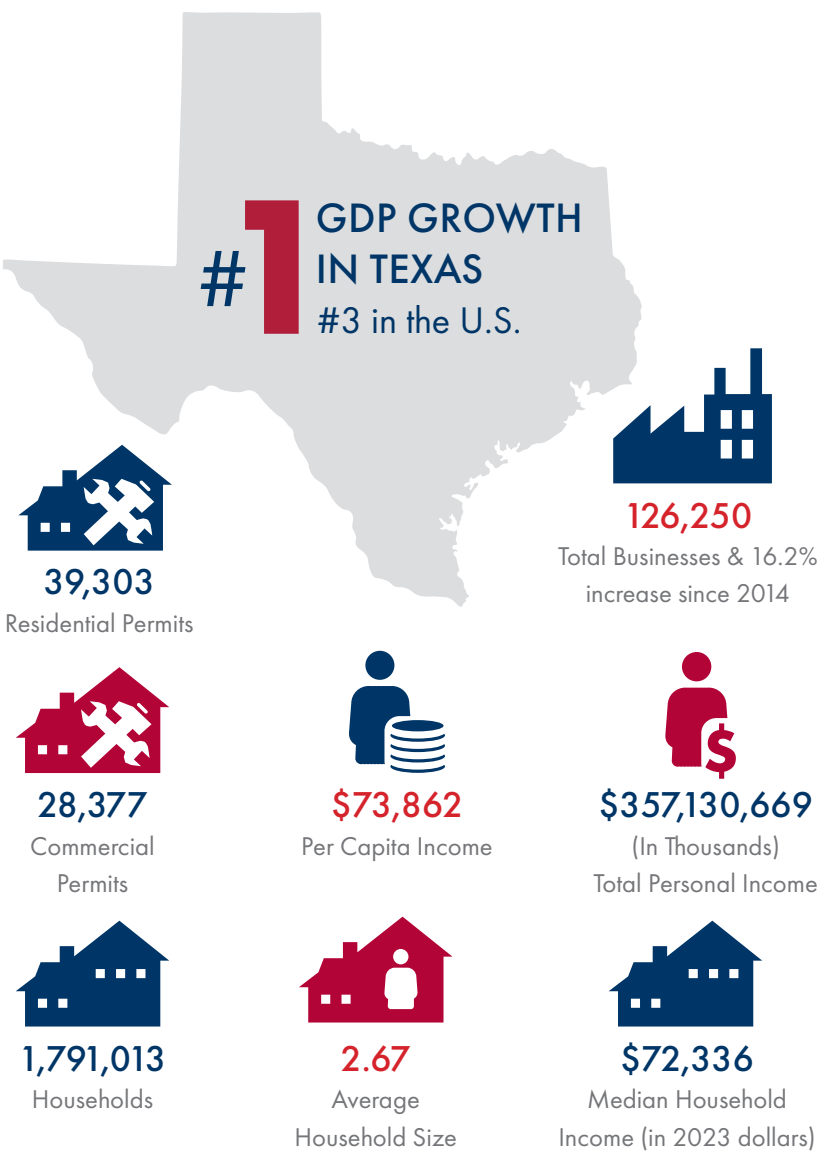 #1 GDP GROWTH
IN TEXAS
#3 in the U.S.
39,303
Residential Permits
126,250
Total Businesses & 16.2%
increase since 2014
28,377
Commercial
Permits
$73,862
Per Capita Income
$357,130,669
(In Thousands)
Total Personal Income
1,791,013
Households
2.67
Average
Household Size
$72,336
Median Household
Income (in 2023 dollars)